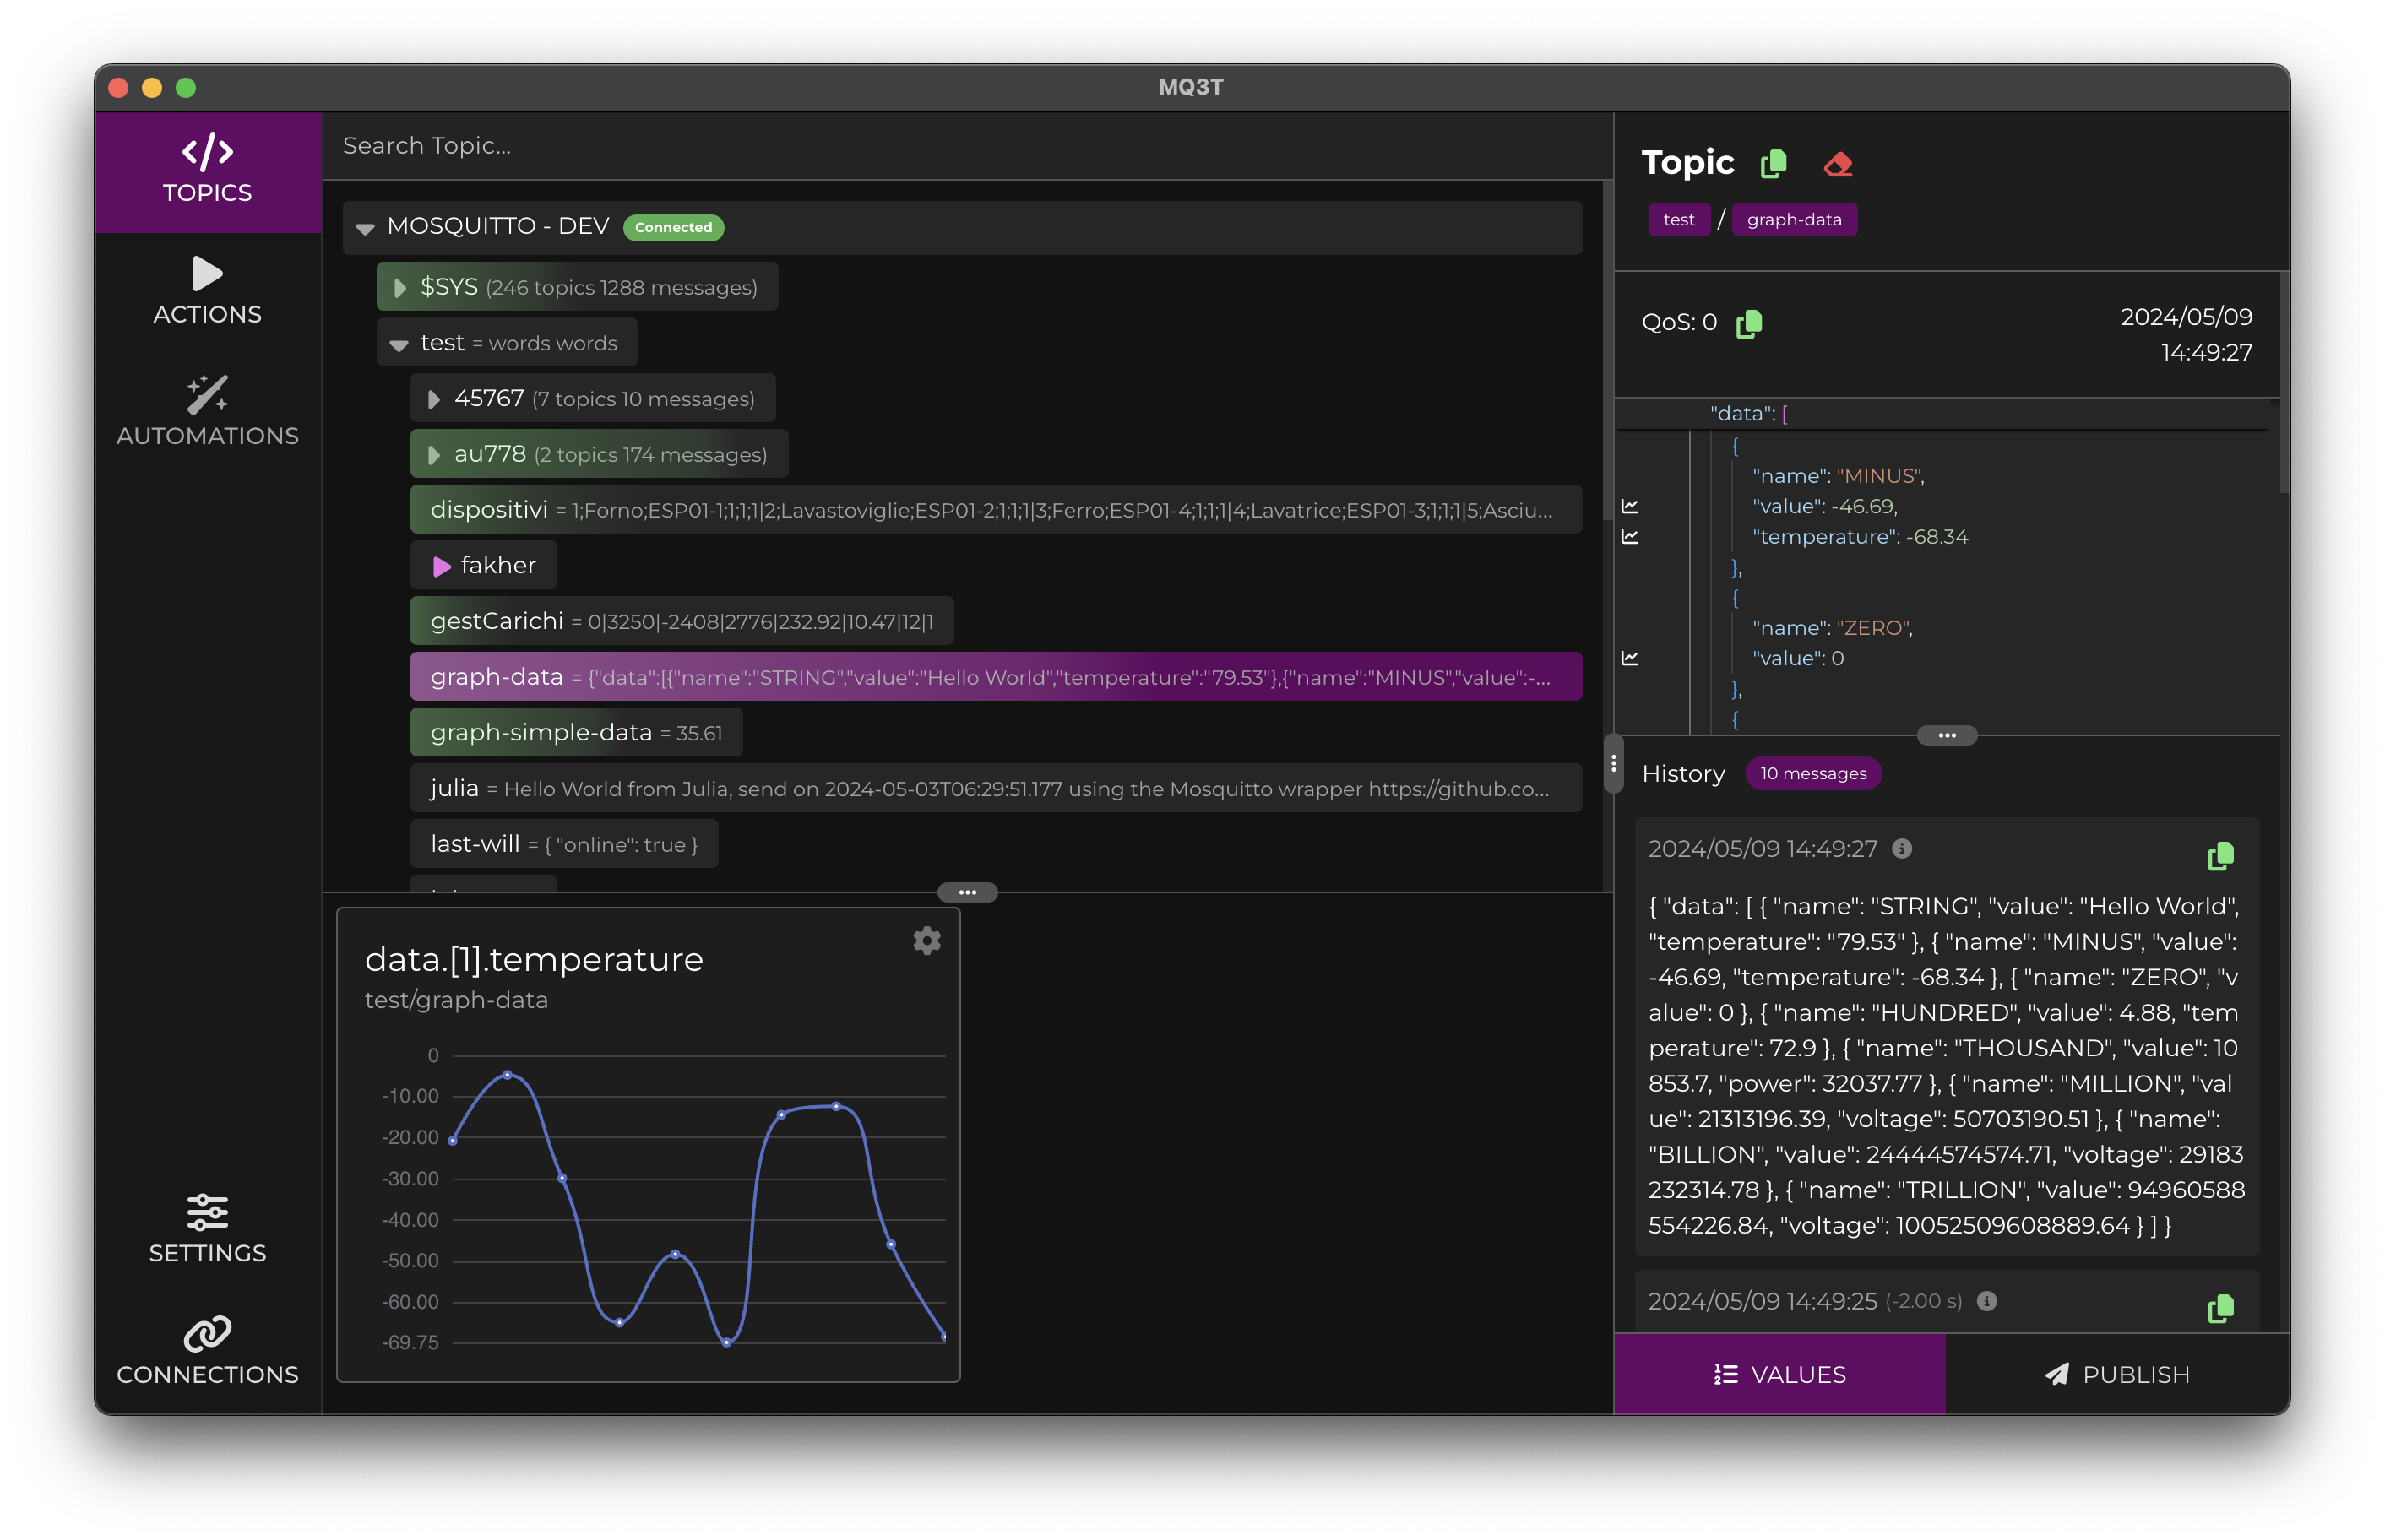 MQ3T
TOPICS
ACTIONS
AUTOMATIONS
SETTINGS
CONNECTIONS
Search Topic...
MOSQUITTO - DEV Connected
$SYS (246 topics 1288 messages)
test = words words
45767 (7 topics 10 messages)
au778 (2 topics 174 messages)
dispositivi = 1;Forno;ESP01-1;1;1;1|2;Lavastoviglie;ESP01-2;1;1;1|3;Ferro;ESP01-4;1;1;1|4;Lavatrice;ESP01-3;1;1;1|5;Asciu...
fakher
gestCarichi = 0|3250|-2408|2776|232.92|10.47|12|1
graph-data = {"data":[{"name":"STRING","value":"Hello World","temperature":"79.53"},{"name":"MINUS","value":-...
graph-simple-data = 35.61
julia = Hello World from Julia, send on 2024-05-03T06:29:51.177 using the Mosquitto wrapper https://github.co...
last-will = { "online": true }
data.[1].temperature
test/graph-data
0
-10.00
-20.00
-30.00
-40.00
-50.00
-60.00
-69.75
Topic
test / graph-data
QoS: 0
2024/05/09
14:49:27
"data": [
{
"name": "MINUS",
"value": -46.69,
"temperature": -68.34
},
{
"name": "ZERO",
"value": 0
},
{
History 10 messages
2024/05/09 14:49:27
{ "data": [ { "name": "STRING", "value": "Hello World",
"temperature": "79.53" }, { "name": "MINUS", "value":
-46.69, "temperature": -68.34 }, { "name": "ZERO", "v
alue": 0 }, { "name": "HUNDRED", "value": 4.88, "tem
perature": 72.9 }, { "name": "THOUSAND", "value": 10
853.7, "power": 32037.77 }, { "name": "MILLION", "val
ue": 21313196.39, "voltage": 50703190.51 }, { "name":
"BILLION", "value": 24444574574.71, "voltage": 29183
232314.78 }, { "name": "TRILLION", "value": 94960588
554226.84, "voltage": 10052509608889.64 } ] }
2024/05/09 14:49:25 (-2.00 s)
VALUES
PUBLISH